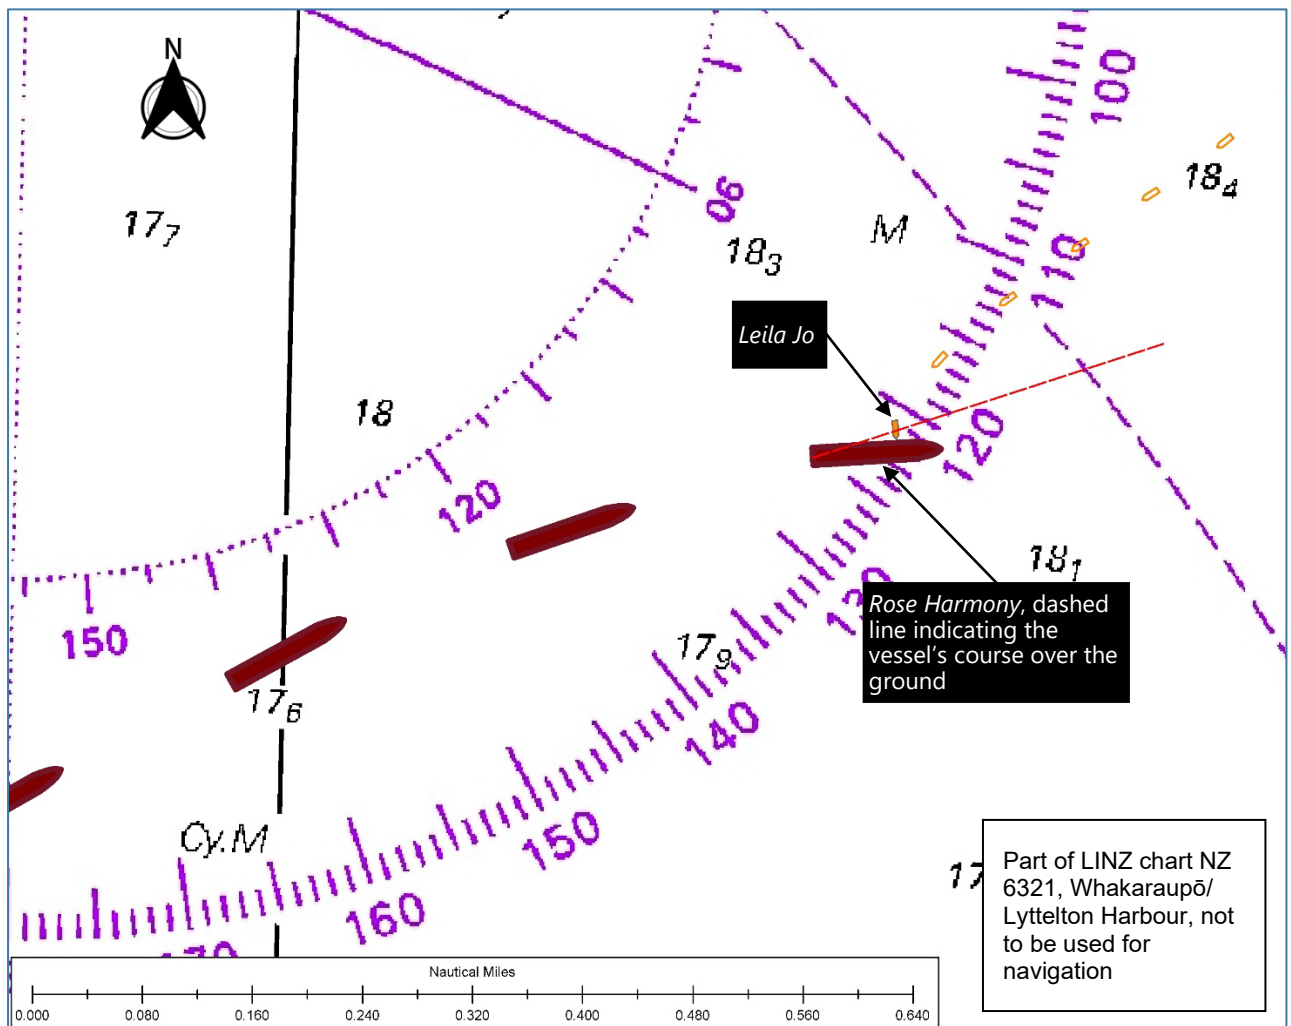 N
100
18₄
17₇
90
M
18₃
110
Leila Jo
18
120
120
18₁
130
Rose Harmony, dashed
line indicating the
vessel's course over the
ground
150
17₉
17₆
140
Cy.M
150
160
170
17
Part of LINZ chart NZ
6321, Whakaraupō/
Lyttelton Harbour, not
to be used for
navigation
Nautical Miles
0.000 0.080 0.160 0.240 0.320 0.400 0.480 0.560 0.640